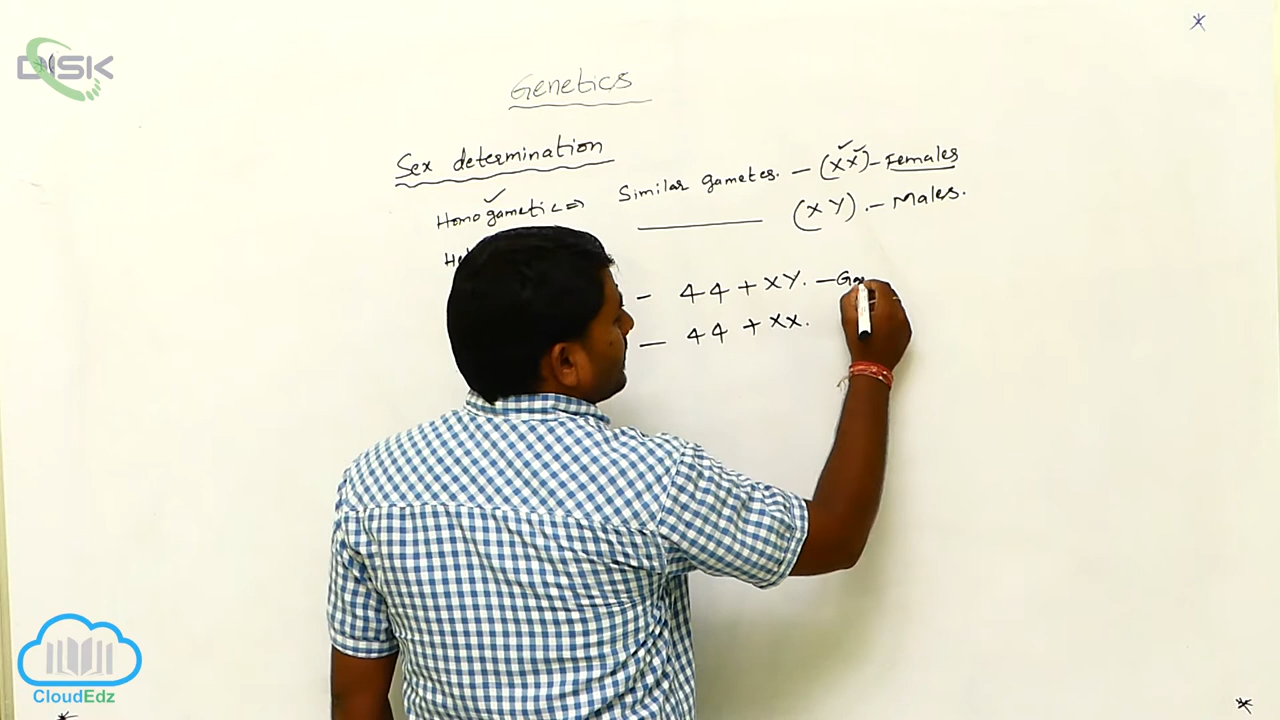 DISK
Genetics
Sex determination
Homogametic ⇒ Similar gametes. — (XX) – Females
(XY). – Males.
– 44 + XY. –
— 44 + XX.
CloudEdz